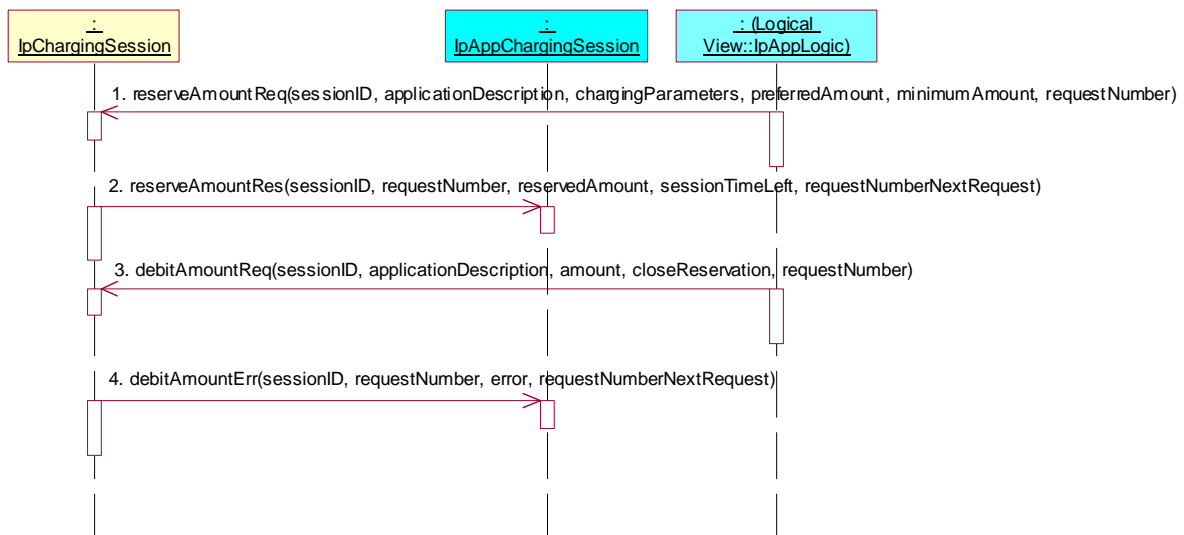 :
IpChargingSession
:
IpAppChargingSession
: (Logical
View::IpAppLogic)
1. reserveAmountReq(sessionID, applicationDescription, chargingParameters, preferredAmount, minimumAmount, requestNumber)
2. reserveAmountRes(sessionID, requestNumber, reservedAmount, sessionTimeLeft, requestNumberNextRequest)
3. debitAmountReq(sessionID, applicationDescription, amount, closeReservation, requestNumber)
4. debitAmountErr(sessionID, requestNumber, error, requestNumberNextRequest)